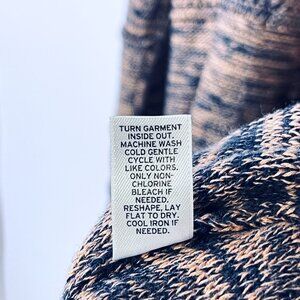 TURN GARMENT
INSIDE OUT.
MACHINE WASH
COLD GENTLE
CYCLE WITH
LIKE COLORS.
ONLY NON-
CHLORINE
BLEACH IF
NEEDED.
RESHAPE, LAY
FLAT TO DRY.
COOL IRON IF
NEEDED.